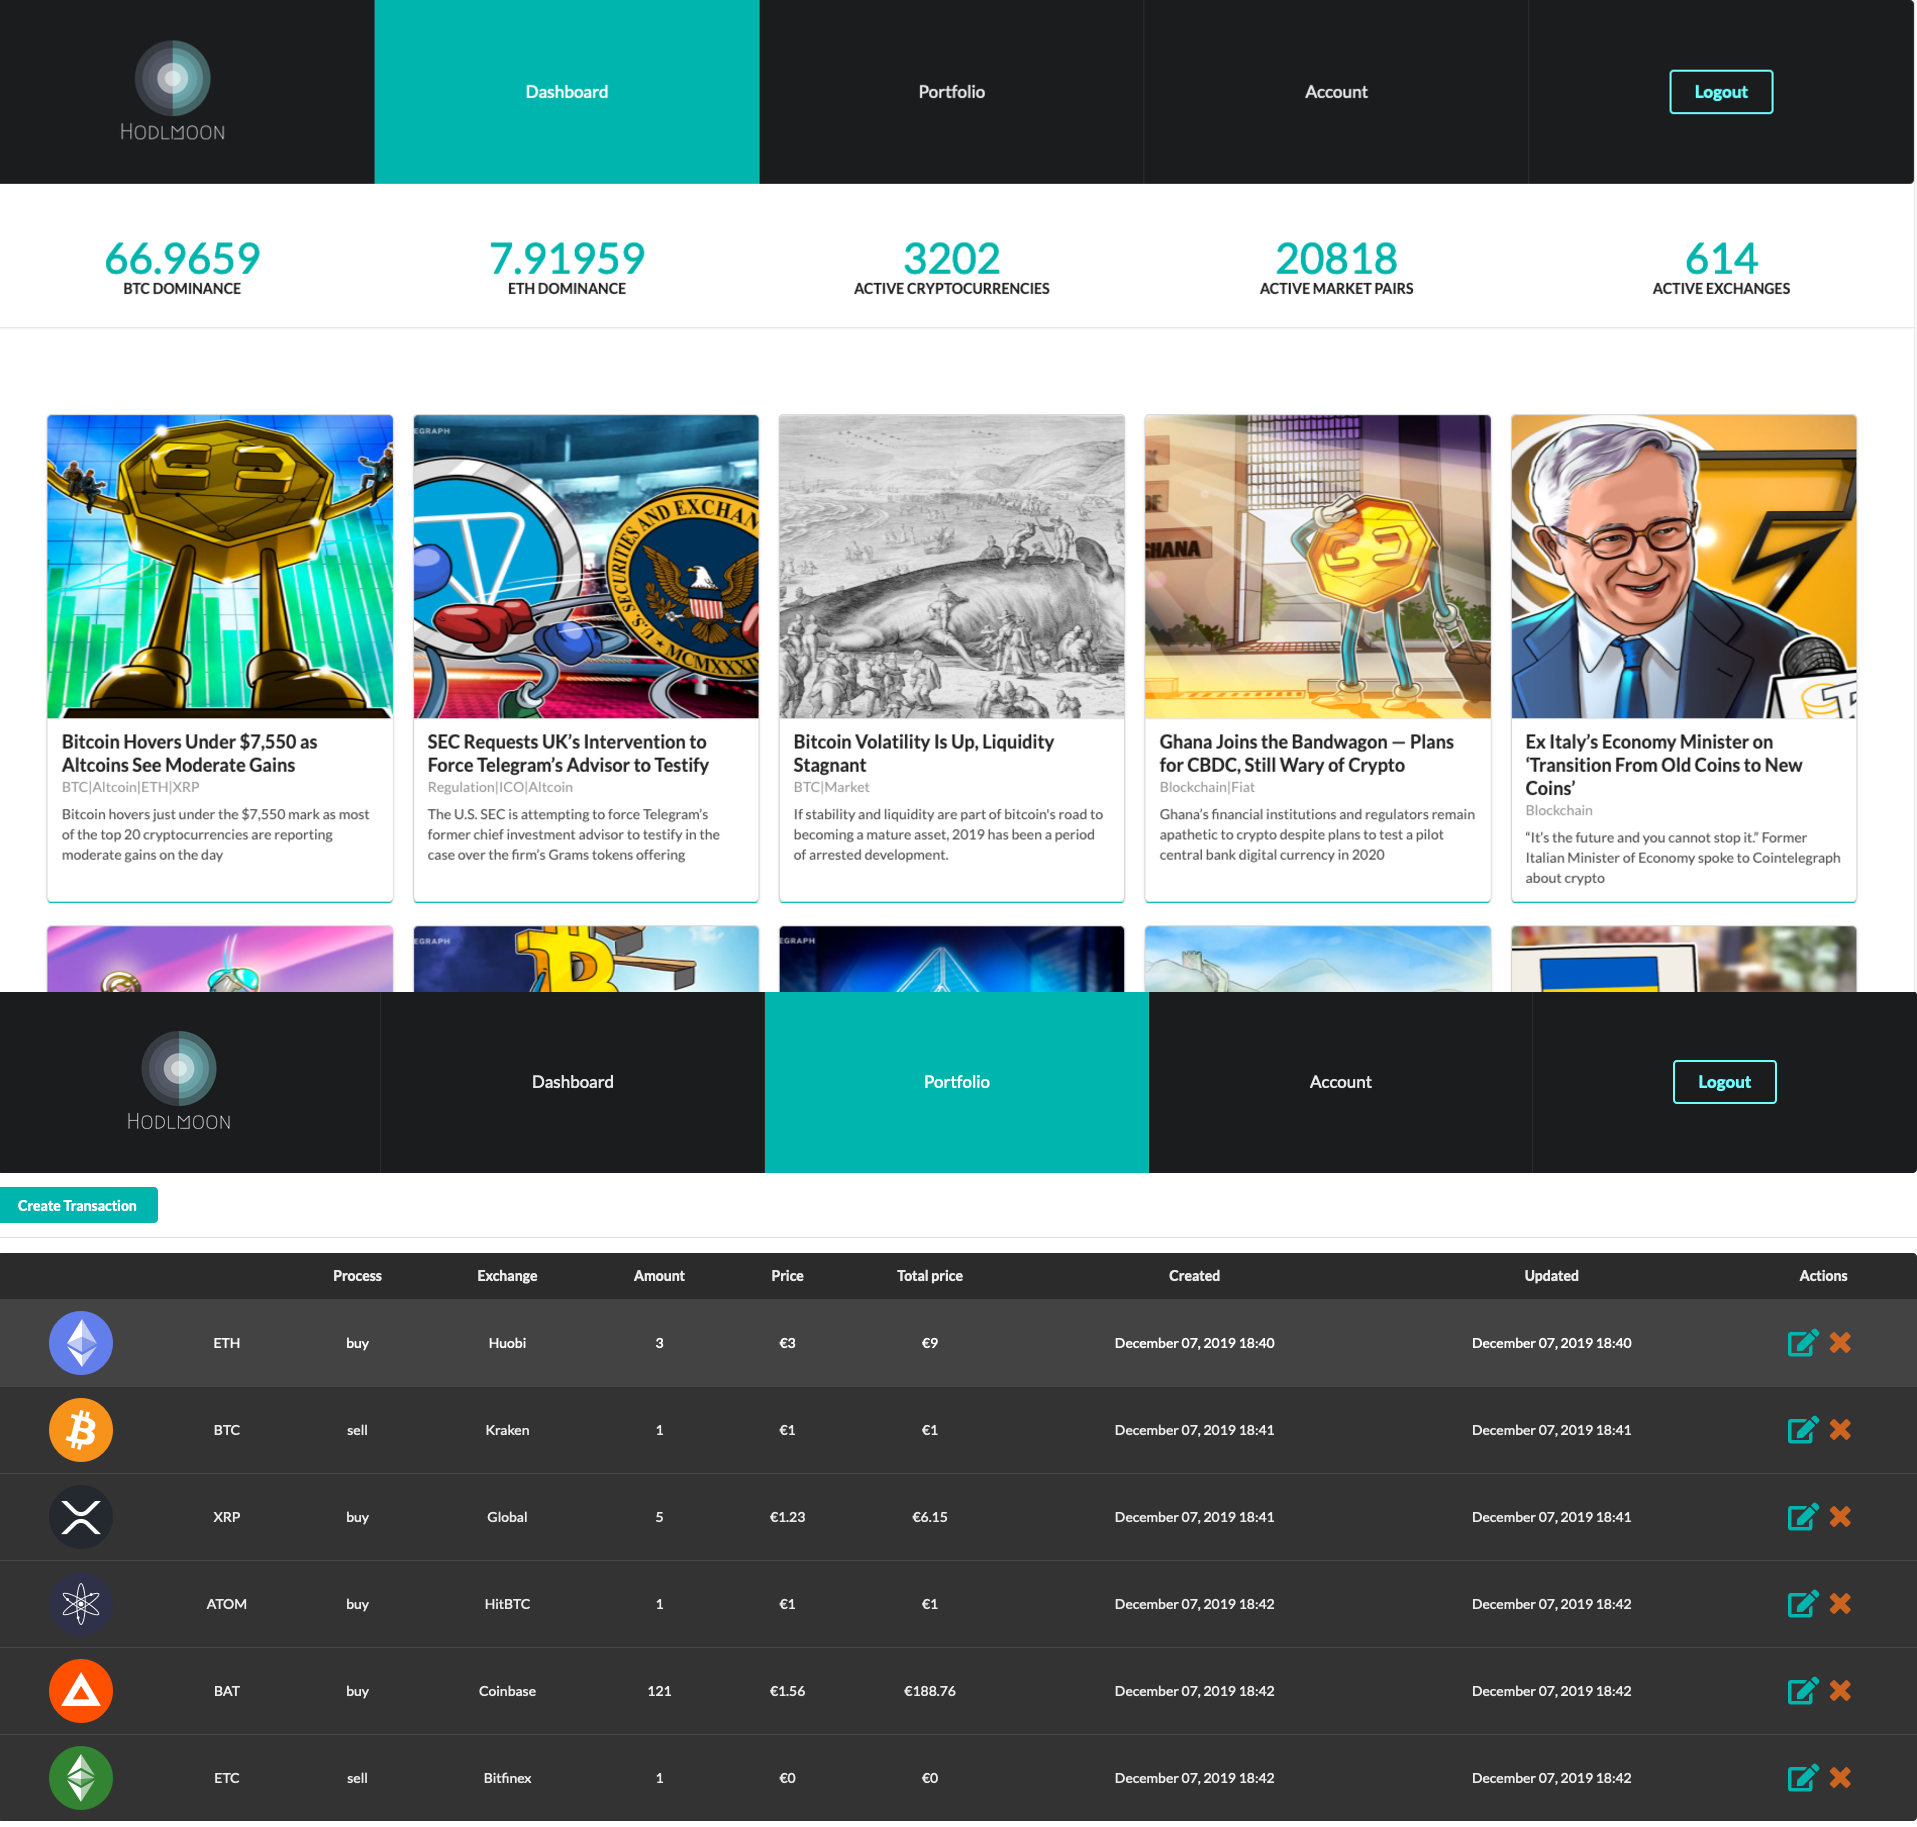 HODLMOON
Dashboard
Portfolio
Account
Logout
66.9659
BTC DOMINANCE
7.91959
ETH DOMINANCE
3202
ACTIVE CRYPTOCURRENCIES
20818
ACTIVE MARKET PAIRS
614
ACTIVE EXCHANGES
EGRAPH
U.S. SECURITIES AND EXCHAN
MCMXXXI
GHANA
Bitcoin Hovers Under $7,550 as
Altcoins See Moderate Gains
BTC|Altcoin|ETH|XRP
Bitcoin hovers just under the $7,550 mark as most
of the top 20 cryptocurrencies are reporting
moderate gains on the day
SEC Requests UK’s Intervention to
Force Telegram’s Advisor to Testify
Regulation|ICO|Altcoin
The U.S. SEC is attempting to force Telegram’s
former chief investment advisor to testify in the
case over the firm’s Grams tokens offering
Bitcoin Volatility Is Up, Liquidity
Stagnant
BTC|Market
If stability and liquidity are part of bitcoin's road to
becoming a mature asset, 2019 has been a period
of arrested development.
Ghana Joins the Bandwagon — Plans
for CBDC, Still Wary of Crypto
Blockchain|Fiat
Ghana’s financial institutions and regulators remain
apathetic to crypto despite plans to test a pilot
central bank digital currency in 2020
Ex Italy’s Economy Minister on
‘Transition From Old Coins to New
Coins’
Blockchain
“It’s the future and you cannot stop it.” Former
Italian Minister of Economy spoke to Cointelegraph
about crypto
EGRAPH
EGRAPH
HODLMOON
Dashboard
Portfolio
Account
Logout
Create Transaction
Process Exchange Amount Price Total price Created Updated Actions
ETH buy Huobi 3 €3 €9 December 07, 2019 18:40 December 07, 2019 18:40
BTC sell Kraken 1 €1 €1 December 07, 2019 18:41 December 07, 2019 18:41
XRP buy Global 5 €1.23 €6.15 December 07, 2019 18:41 December 07, 2019 18:41
ATOM buy HitBTC 1 €1 €1 December 07, 2019 18:42 December 07, 2019 18:42
BAT buy Coinbase 121 €1.56 €188.76 December 07, 2019 18:42 December 07, 2019 18:42
ETC sell Bitfinex 1 €0 €0 December 07, 2019 18:42 December 07, 2019 18:42